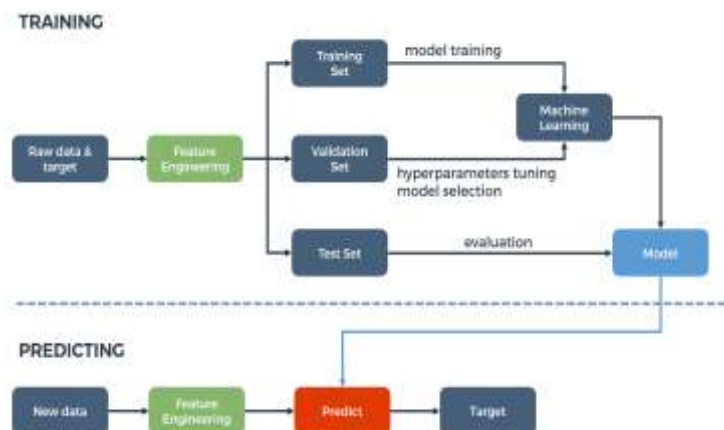 TRAINING
Training
Set
model training
Machine
Learning
Raw data &
target
Feature
Engineering
Validation
Set
hyperparameters tuning
model selection
Test Set
evaluation
Model
PREDICTING
New data
Feature
Engineering
Predict
Target